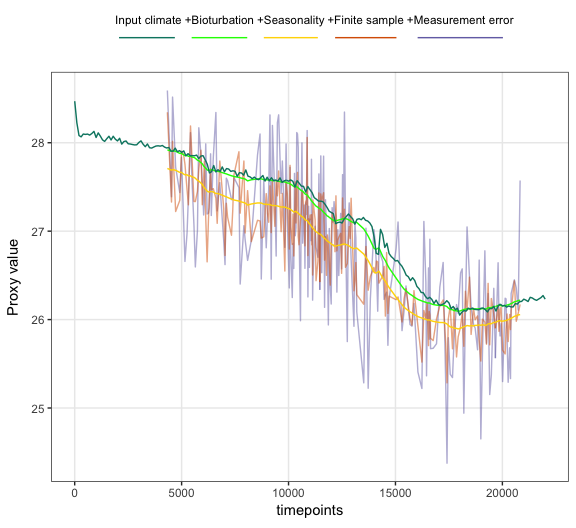 Input climate +Bioturbation +Seasonality +Finite sample +Measurement error
28
27
26
25
Proxy value
0 5000 10000 15000 20000
timepoints